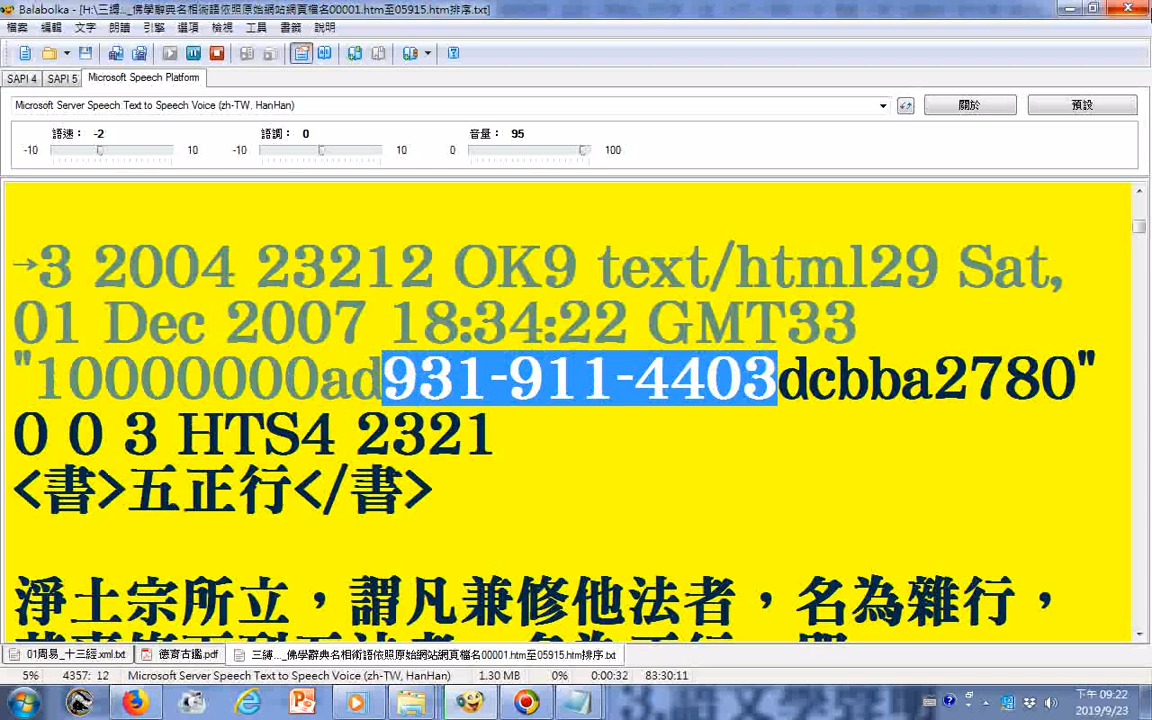 Balabolka - [H:\三縛..._佛學辭典名相術語依照原始網站網頁檔名00001.htm至05915.htm排序.txt]
檔案 編輯 文字 朗讀 引擎 選項 檢視 工具 書籤 說明
SAPI 4 SAPI 5 Microsoft Speech Platform
Microsoft Server Speech Text to Speech Voice (zh-TW, HanHan) 關於 預設
語速： -2 語調： 0 音量： 95
-10 10 -10 10 0 100
→3 2004 23212 OK9 text/html29 Sat,
01 Dec 2007 18:34:22 GMT33
"10000000ad931-911-4403dcbba2780"
0 0 3 HTS4 2321
<書>五正行</書>
淨土宗所立，謂凡兼修他法者，名為雜行，
01周易_十三經.xml.txt 德育古鑑.pdf 三縛..._佛學辭典名相術語依照原始網站網頁檔名00001.htm至05915.htm排序.txt
5% 4357: 12 Microsoft Server Speech Text to Speech Voice (zh-TW, HanHan) 1.30 MB 0% 0:00:32 83:30:11
下午 09:22
2019/9/23